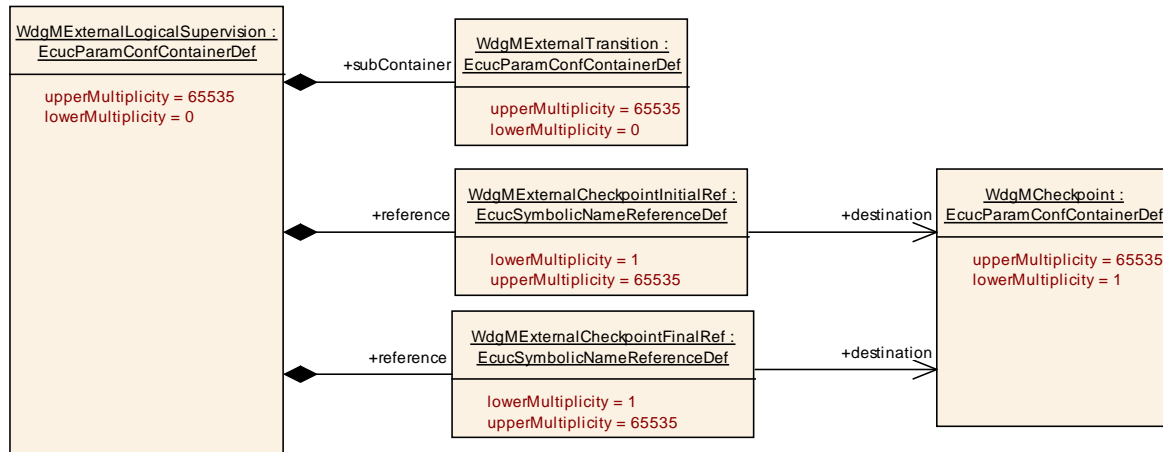 WdgMExternalLogicalSupervision :
EcucParamConfContainerDef
upperMultiplicity = 65535
lowerMultiplicity = 0
+subContainer
WdgMExternalTransition :
EcucParamConfContainerDef
upperMultiplicity = 65535
lowerMultiplicity = 0
+reference
WdgMExternalCheckpointInitialRef :
EcucSymbolicNameReferenceDef
lowerMultiplicity = 1
upperMultiplicity = 65535
+destination
WdgMCheckpoint :
EcucParamConfContainerDef
upperMultiplicity = 65535
lowerMultiplicity = 1
+reference
WdgMExternalCheckpointFinalRef :
EcucSymbolicNameReferenceDef
lowerMultiplicity = 1
upperMultiplicity = 65535
+destination